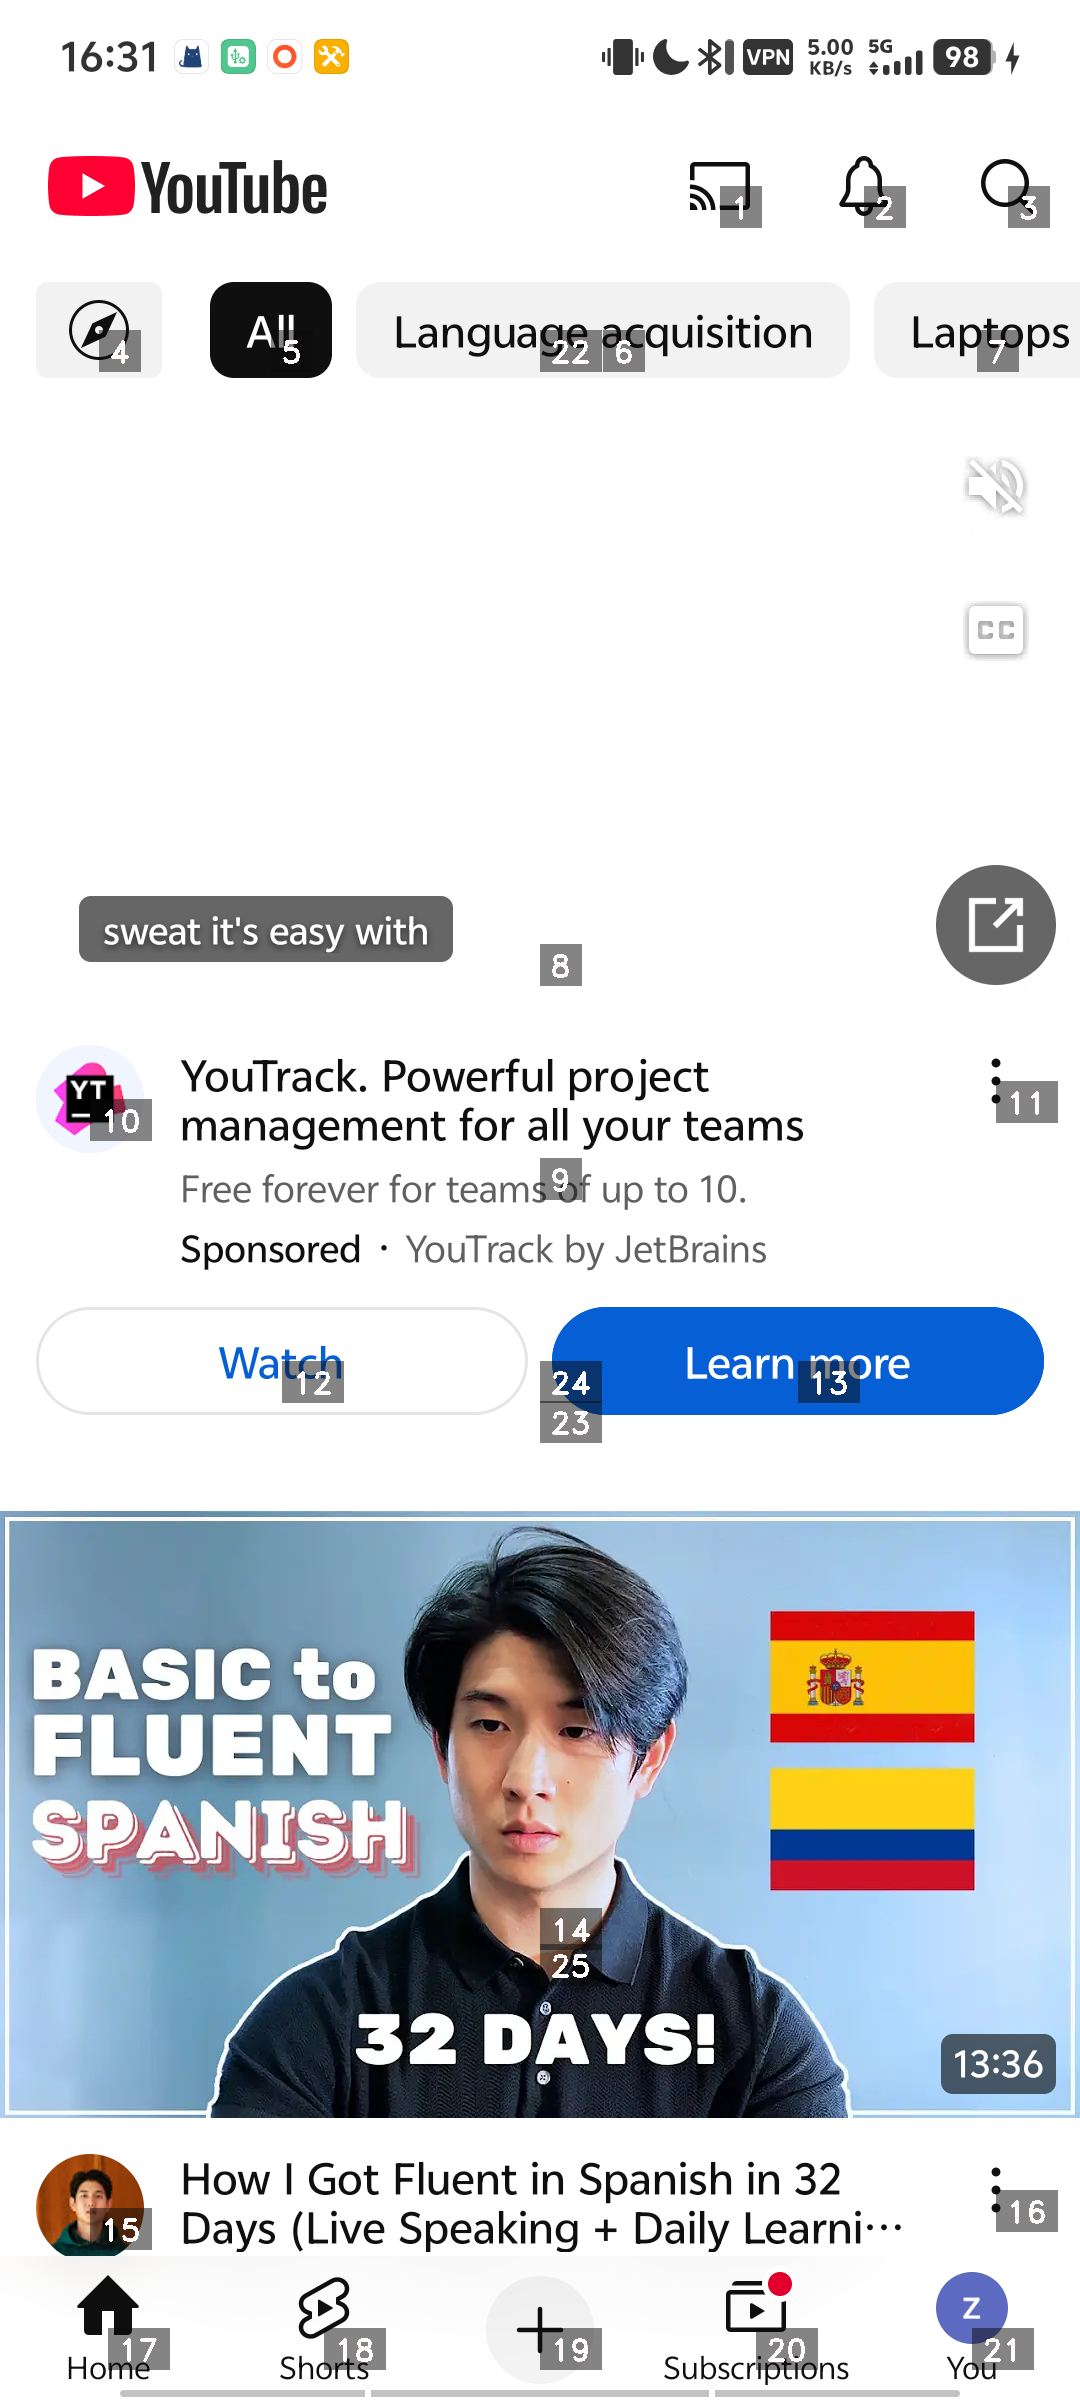 16:31
VPN
5.00 KB/s
5G
98
YouTube
1
2
3
4
All
5
Language acquisition
22
6
Laptops
7
CC
sweat it's easy with
8
YT
10
YouTrack. Powerful project
management for all your teams
11
Free forever for teams of up to 10.
9
Sponsored · YouTrack by JetBrains
Watch
12
Learn more
13
24
23
BASIC to
FLUENT
SPANISH
14
25
32 DAYS!
13:36
15
How I Got Fluent in Spanish in 32
Days (Live Speaking + Daily Learni...
16
Home
17
Shorts
18
19
Subscriptions
20
Z
You
21